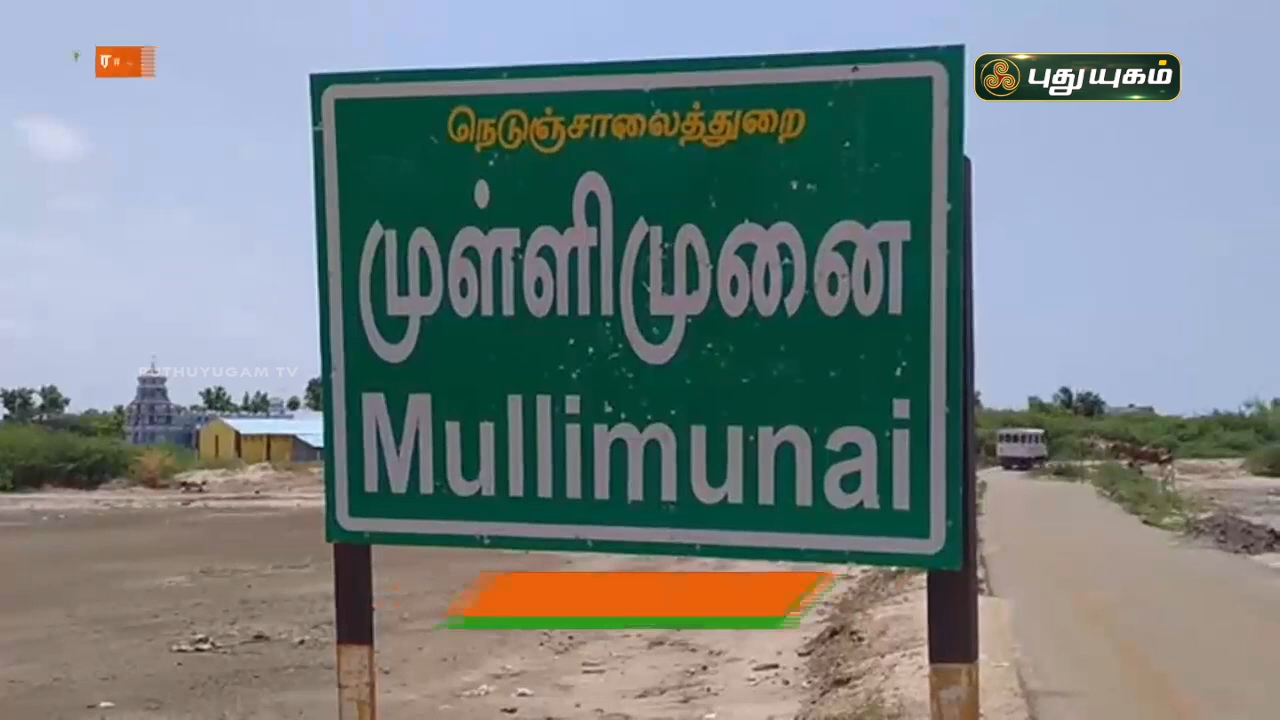 புதுயுகம்
நெடுஞ்சாலைத்துறை
முள்ளிமுனை
Mullimunai
PUTHUYUGAM TV